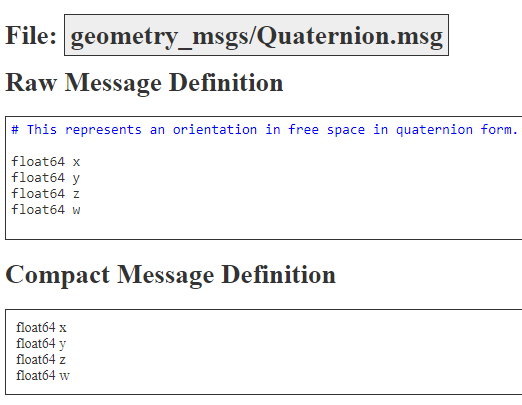 File: geometry_msgs/Quaternion.msg
Raw Message Definition
# This represents an orientation in free space in quaternion form.
float64 x
float64 y
float64 z
float64 w
Compact Message Definition
float64 x
float64 y
float64 z
float64 w